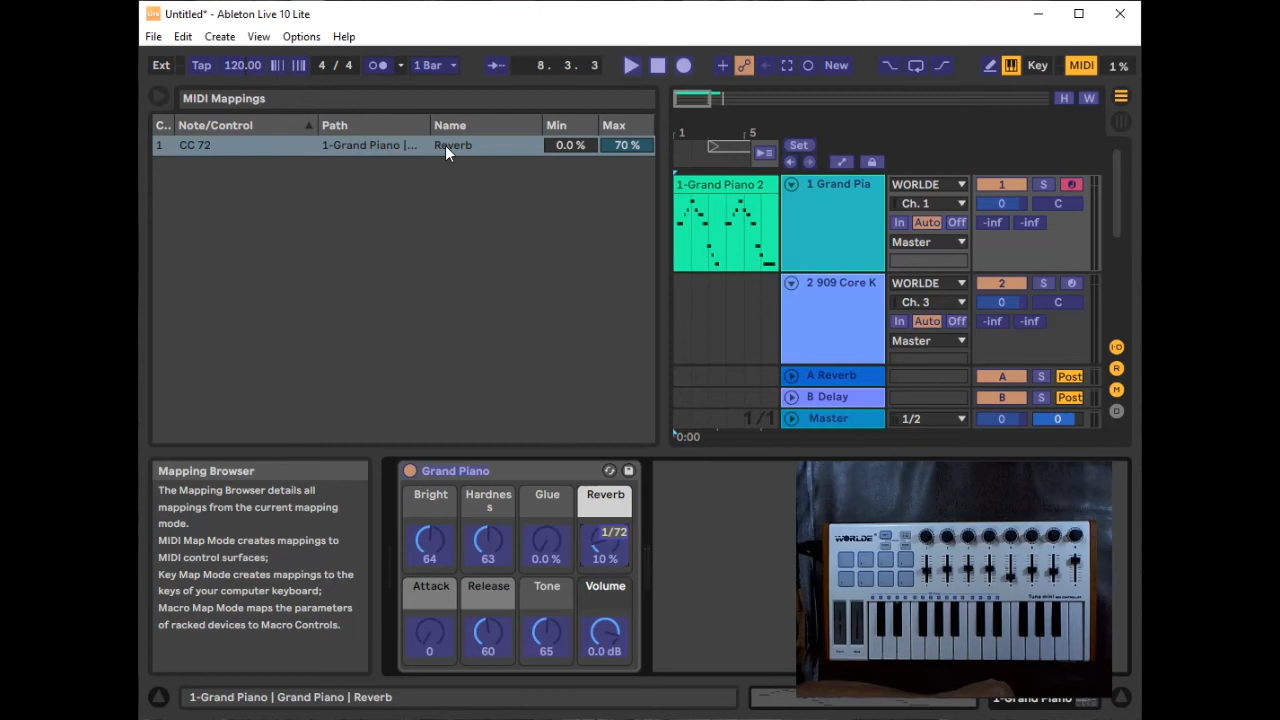 Untitled* - Ableton Live 10 Lite
File Edit Create View Options Help
Ext Tap 120.00 4 / 4 1 Bar 8. 3. 3 New Key MIDI 1 %
MIDI Mappings
H W
C.. Note/Control Path Name Min Max
1 CC 72 1-Grand Piano |... Reverb 0.0 % 70 %
1 5
Set
1-Grand Piano 2
1 Grand Pia WORLDE 1 S
Ch. 1 0 C
In Auto Off -inf -inf
Master
2 909 Core K WORLDE 2 S
Ch. 3 0 C
In Auto Off -inf -inf
Master
A Reverb A S Post
B Delay B S Post
1/1 Master 1/2 0 0
0:00
I·O
R
M
D
Mapping Browser
The Mapping Browser details all
mappings from the current mapping
mode.
MIDI Map Mode creates mappings to
MIDI control surfaces;
Key Map Mode creates mappings to the
keys of your computer keyboard;
Macro Map Mode maps the parameters
of racked devices to Macro Controls.
Grand Piano
Bright Hardnes Glue Reverb
s
1/72
64 63 0.0 % 10 %
Attack Release Tone Volume
0 60 65 0.0 dB
WORLDE
Tuna mini
1-Grand Piano | Grand Piano | Reverb
1-Grand Piano